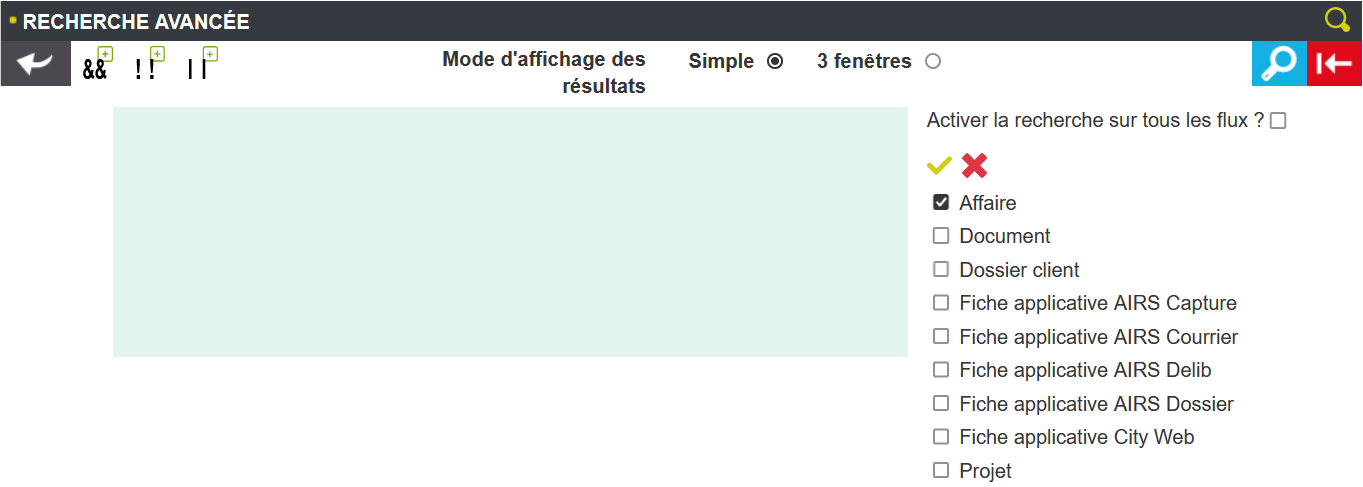 RECHERCHE AVANCÉE
&& !! ||
Mode d'affichage des
résultats
Simple
3 fenêtres
Activer la recherche sur tous les flux ?
Affaire
Document
Dossier client
Fiche applicative AIRS Capture
Fiche applicative AIRS Courrier
Fiche applicative AIRS Delib
Fiche applicative AIRS Dossier
Fiche applicative City Web
Projet